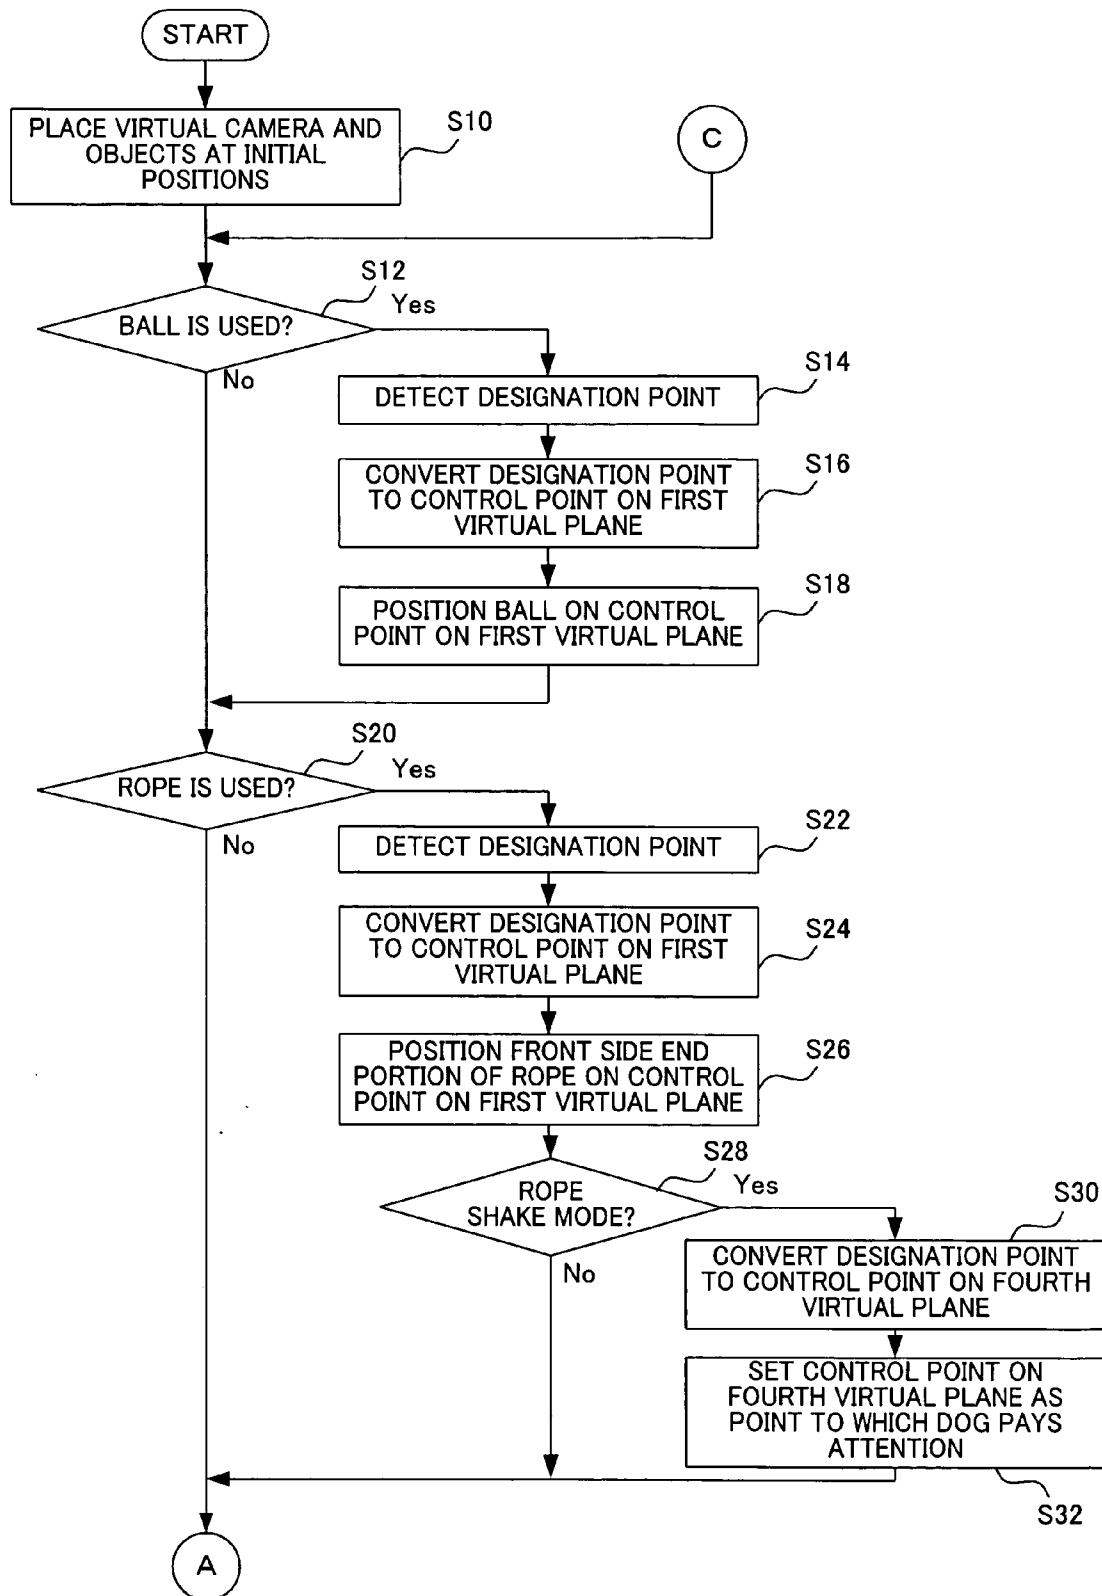 START
PLACE VIRTUAL CAMERA AND
OBJECTS AT INITIAL
POSITIONS
S10
C
S12
BALL IS USED?
Yes
No
S14
DETECT DESIGNATION POINT
S16
CONVERT DESIGNATION POINT
TO CONTROL POINT ON FIRST
VIRTUAL PLANE
S18
POSITION BALL ON CONTROL
POINT ON FIRST VIRTUAL PLANE
S20
ROPE IS USED?
Yes
No
S22
DETECT DESIGNATION POINT
S24
CONVERT DESIGNATION POINT
TO CONTROL POINT ON FIRST
VIRTUAL PLANE
S26
POSITION FRONT SIDE END
PORTION OF ROPE ON CONTROL
POINT ON FIRST VIRTUAL PLANE
S28
ROPE
SHAKE MODE?
Yes
No
S30
CONVERT DESIGNATION POINT
TO CONTROL POINT ON FOURTH
VIRTUAL PLANE
SET CONTROL POINT ON
FOURTH VIRTUAL PLANE AS
POINT TO WHICH DOG PAYS
ATTENTION
S32
A